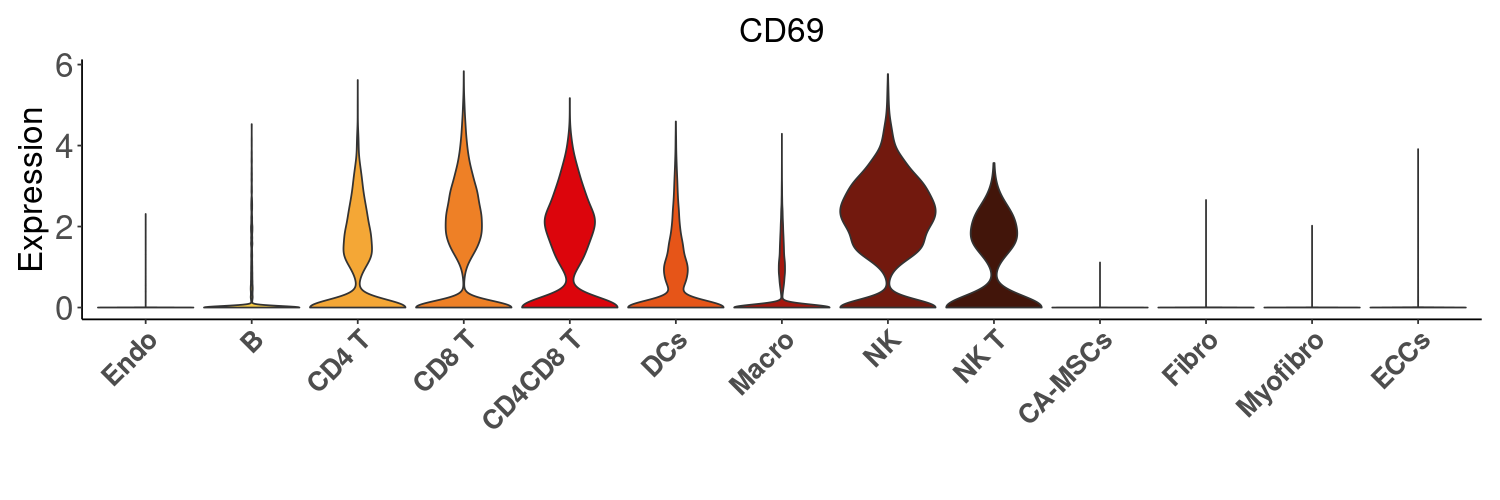 CD69
Expression
6
4
2
0
Endo
B
CD4 T
CD8 T
CD4CD8 T
DCs
Macro
NK
NK T
CA-MSCs
Fibro
Myofibro
ECCs